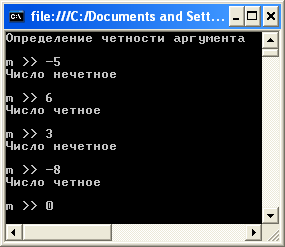 file:///C:/Documents and Sett...
Определение четности аргумента
m >> -5
Число нечетное
m >> 6
Число четное
m >> 3
Число нечетное
m >> -8
Число четное
m >> 0